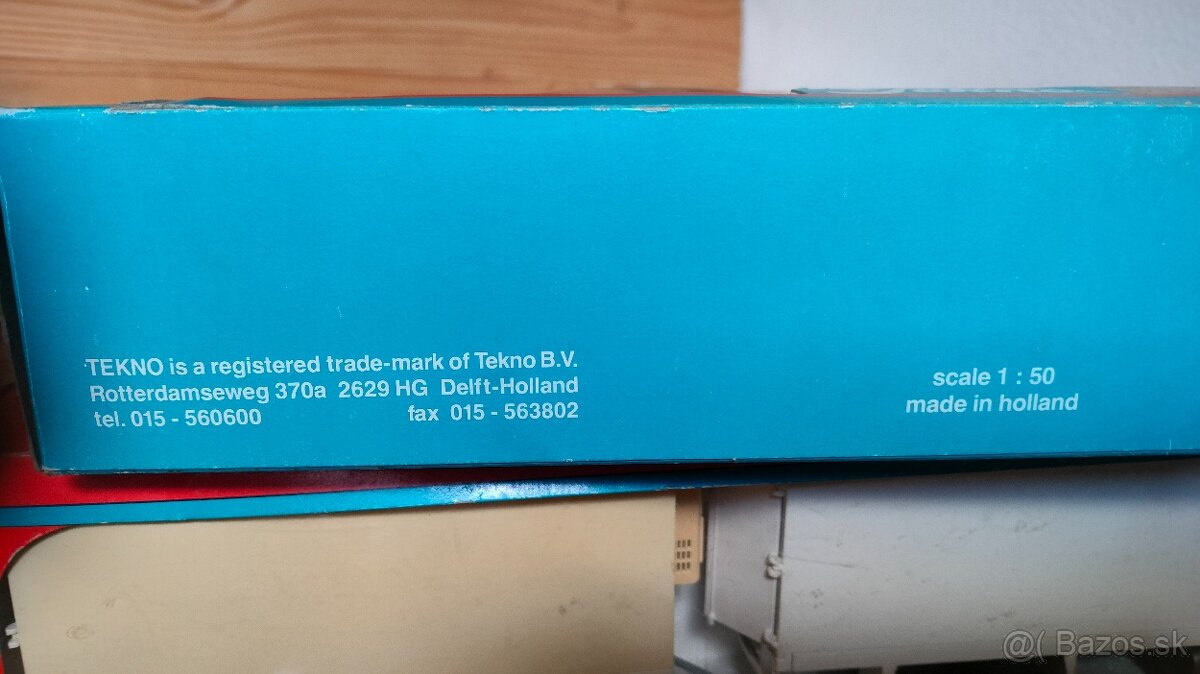 TEKNO is a registered trade-mark of Tekno B.V.
Rotterdamseweg 370a 2629 HG Delft-Holland
tel. 015 - 560600 fax 015 - 563802
scale 1 : 50
made in holland
@( Bazos.sk